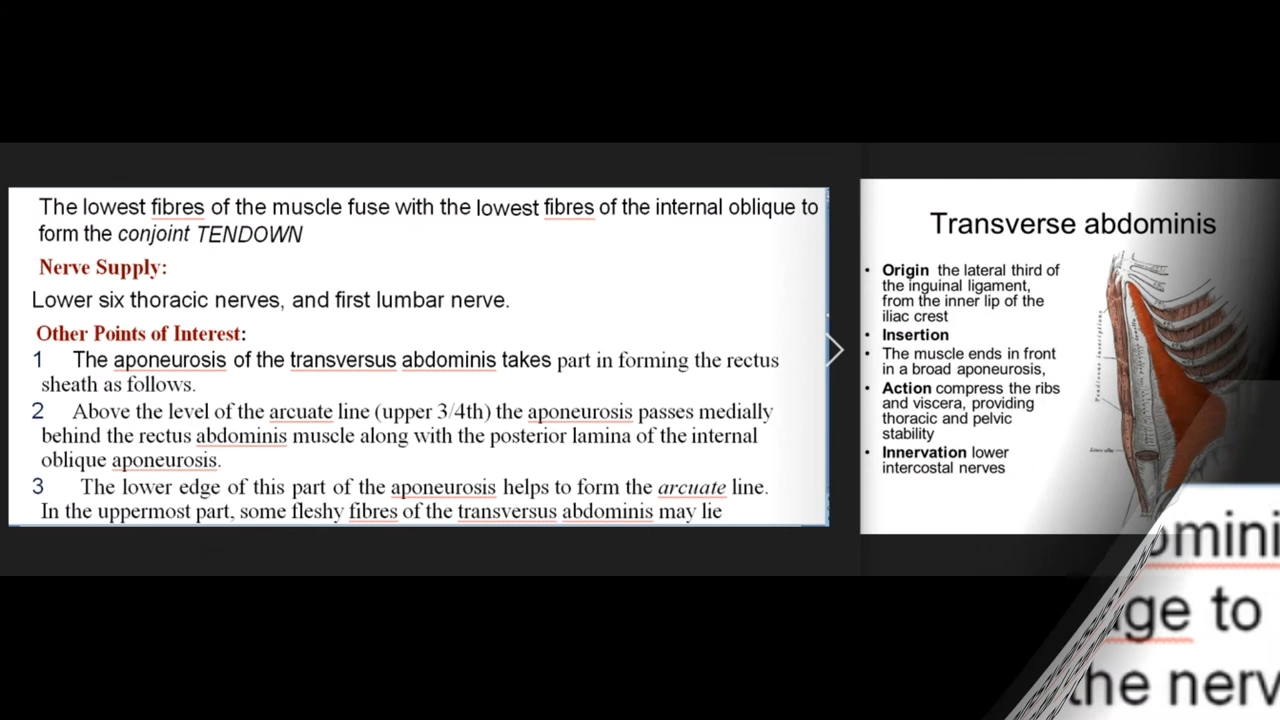 The lowest fibres of the muscle fuse with the lowest fibres of the internal oblique to
form the conjoint TENDOWN
Nerve Supply:
Lower six thoracic nerves, and first lumbar nerve.
Other Points of Interest:
1 The aponeurosis of the transversus abdominis takes part in forming the rectus
sheath as follows.
2 Above the level of the arcuate line (upper 3/4th) the aponeurosis passes medially
behind the rectus abdominis muscle along with the posterior lamina of the internal
oblique aponeurosis.
3 The lower edge of this part of the aponeurosis helps to form the arcuate line.
In the uppermost part, some fleshy fibres of the transversus abdominis may lie
Transverse abdominis
• Origin the lateral third of
the inguinal ligament,
from the inner lip of the
iliac crest
• Insertion
• The muscle ends in front
in a broad aponeurosis,
• Action compress the ribs
and viscera, providing
thoracic and pelvic
stability
• Innervation lower
intercostal nerves
omini
ge to
the nerv